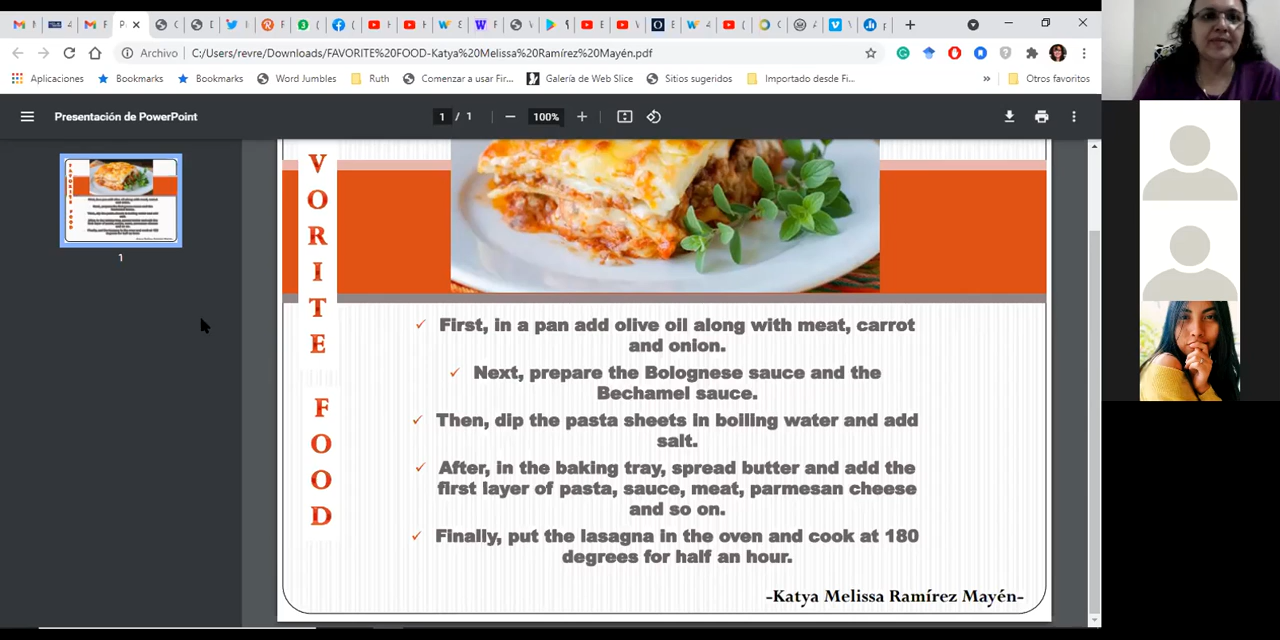 Archivo
C:/Users/revre/Downloads/FAVORITE%20FOOD-Katya%20Melissa%20Ramírez%20Mayén.pdf
Aplicaciones
Bookmarks
Bookmarks
Word Jumbles
Ruth
Comenzar a usar Fir...
Galería de Web Slice
Sitios sugeridos
Importado desde Fi...
»
Otros favoritos
Presentación de PowerPoint
1 / 1
100%
1
V
O
R
I
T
E
F
O
O
D
First, in a pan add olive oil along with meat, carrot
and onion.
Next, prepare the Bolognese sauce and the
Bechamel sauce.
Then, dip the pasta sheets in boiling water and add
salt.
After, in the baking tray, spread butter and add the
first layer of pasta, sauce, meat, parmesan cheese
and so on.
Finally, put the lasagna in the oven and cook at 180
degrees for half an hour.
-Katya Melissa Ramírez Mayén-